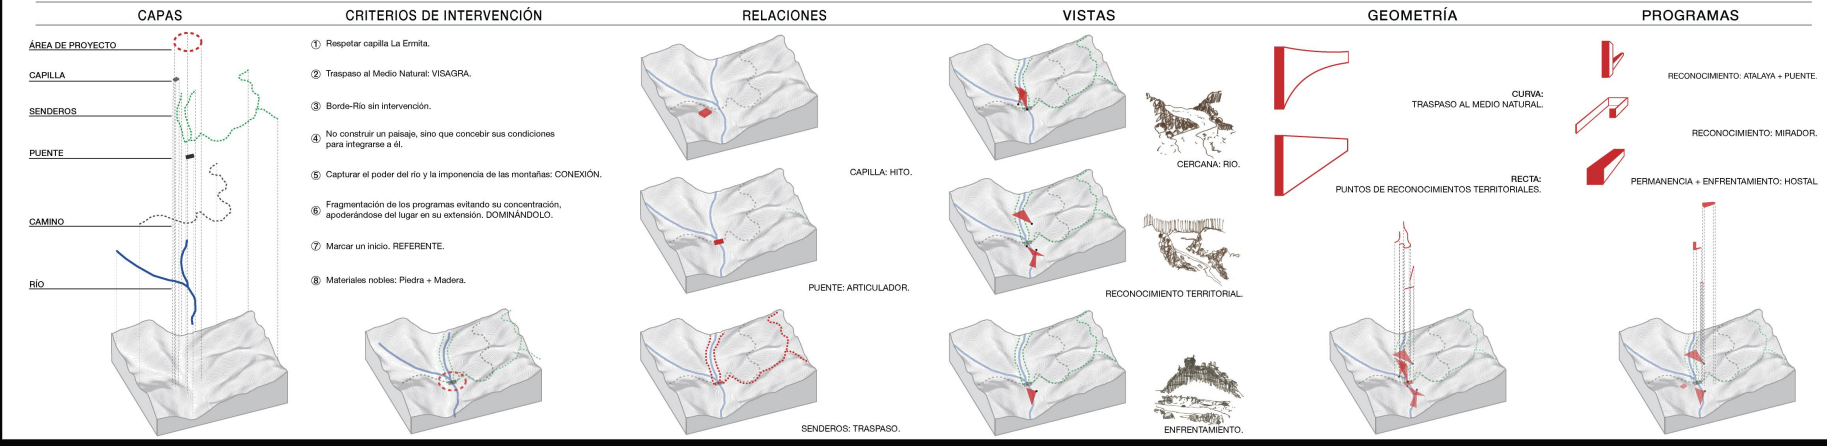 CAPAS
ÁREA DE PROYECTO
CAPILLA
SENDEROS
PUENTE
CAMINO
RÍO
CRITERIOS DE INTERVENCIÓN
1 Respetar capilla La Ermita.
2 Traspaso al Medio Natural: VISAGRA.
3 Borde-Río sin intervención.
4 No construir un paisaje, sino que concebir sus condiciones
para integrarse a él.
5 Capturar el poder del río y la imponencia de las montañas: CONEXIÓN.
6 Fragmentación de los programas evitando su concentración,
apoderándose del lugar en su extensión. DOMINÁNDOLO.
7 Marcar un inicio. REFERENTE.
8 Materiales nobles: Piedra + Madera.
RELACIONES
CAPILLA: HITO.
PUENTE: ARTICULADOR.
SENDEROS: TRASPASO.
VISTAS
CERCANA: RIO.
RECONOCIMIENTO TERRITORIAL.
ENFRENTAMIENTO.
GEOMETRÍA
CURVA:
TRASPASO AL MEDIO NATURAL.
RECTA:
PUNTOS DE RECONOCIMIENTOS TERRITORIALES.
PROGRAMAS
RECONOCIMIENTO: ATALAYA + PUENTE.
RECONOCIMIENTO: MIRADOR.
PERMANENCIA + ENFRENTAMIENTO: HOSTAL